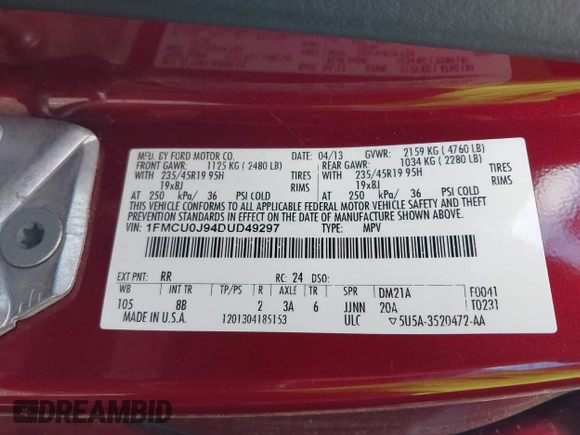 MFD. BY FORD MOTOR CO.
DATE: 04/13
GVWR: 2159 KG ( 4760 LB)
FRONT GAWR: 1125 KG ( 2480 LB)
REAR GAWR: 1034 KG ( 2280 LB)
WITH 235/45R19 95H TIRES
WITH 235/45R19 95H TIRES
19x8J RIMS
19x8J RIMS
AT 250 kPa/ 36 PSI COLD
AT 250 kPa/ 36 PSI COLD
THIS VEHICLE CONFORMS TO ALL APPLICABLE FEDERAL MOTOR VEHICLE SAFETY AND
THEFT PREVENTION STANDARDS IN EFFECT ON THE DATE OF MANUFACTURE SHOWN ABOVE.
VIN: 1FMCU0J94DUD49297
TYPE: MPV
EXT PNT: RR RC: 24 DSO:
WB BRK INT TR TP/PS R AXLE TR SPR DM21A F0041
105 8B 2 3A 6 JJNN 20A T0231
MADE IN U.S.A. 1201304185153 ULC 5U5A-3520472-AA
DREAMBID